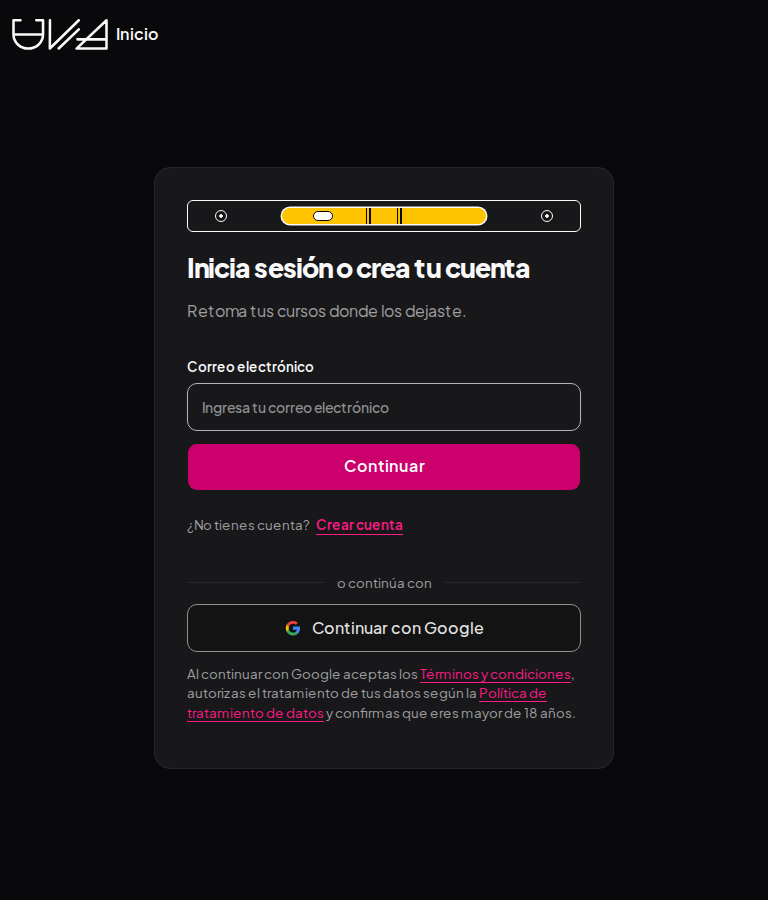 UVA Inicio
Inicia sesión o crea tu cuenta
Retoma tus cursos donde los dejaste.
Correo electrónico
Ingresa tu correo electrónico
Continuar
¿No tienes cuenta? Crear cuenta
o continúa con
Continuar con Google
Al continuar con Google aceptas los Términos y condiciones,
autorizas el tratamiento de tus datos según la Política de
tratamiento de datos y confirmas que eres mayor de 18 años.